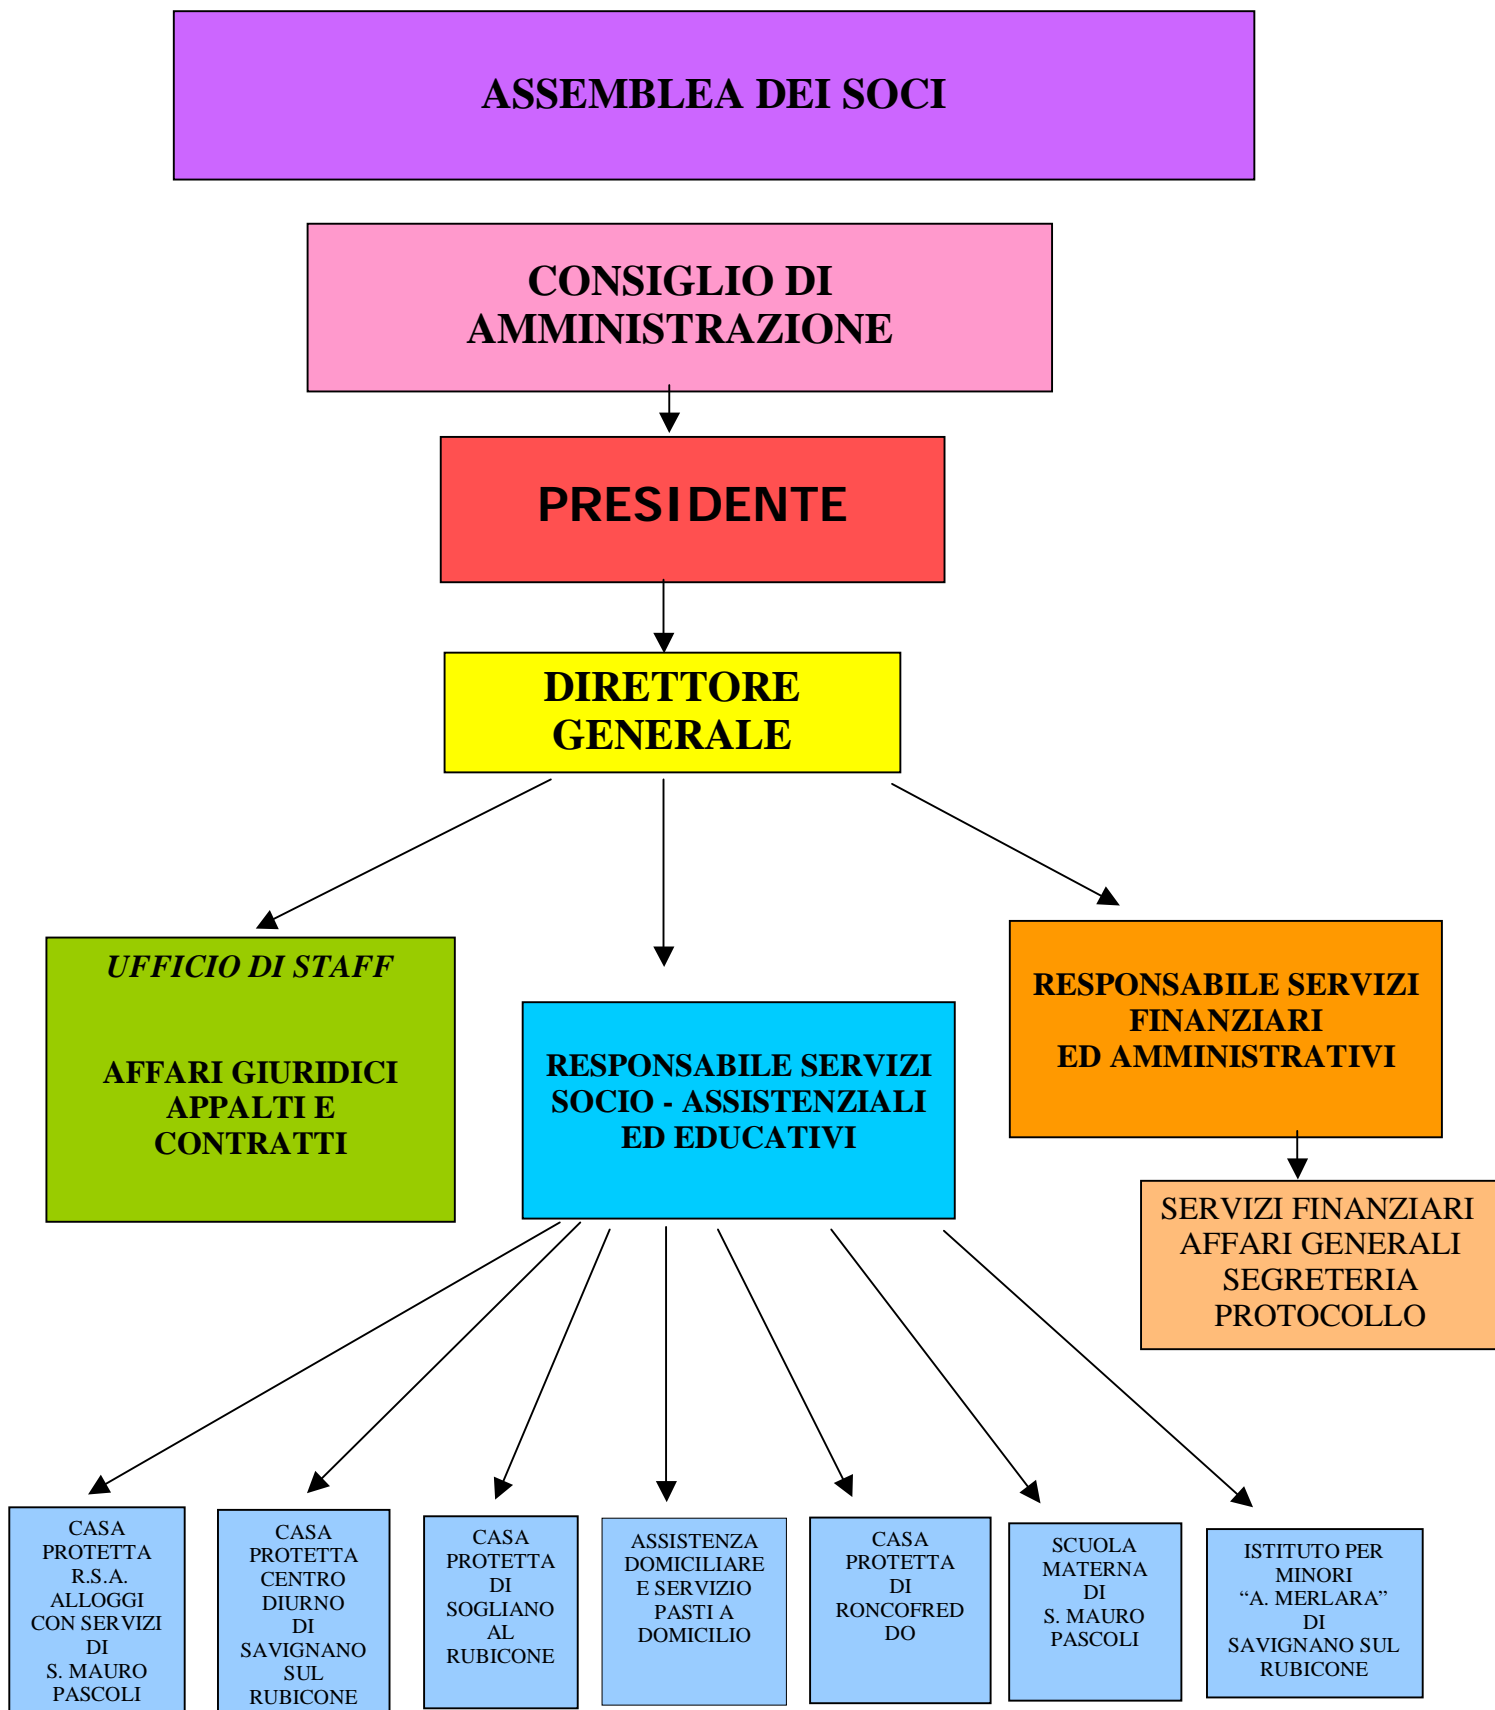 ASSEMBLEA DEI SOCI
CONSIGLIO DI
AMMINISTRAZIONE
PRESIDENTE
DIRETTORE
GENERALE
UFFICIO DI STAFF
AFFARI GIURIDICI
APPALTI E
CONTRATTI
RESPONSABILE SERVIZI
SOCIO - ASSISTENZIALI
ED EDUCATIVI
RESPONSABILE SERVIZI
FINANZIARI
ED AMMINISTRATIVI
SERVIZI FINANZIARI
AFFARI GENERALI
SEGRETERIA
PROTOCOLLO
CASA
PROTETTA
R.S.A.
ALLOGGI
CON SERVIZI
DI
S. MAURO
PASCOLI
CASA
PROTETTA
CENTRO
DIURNO
DI
SAVIGNANO
SUL
RUBICONE
CASA
PROTETTA
DI
SOGLIANO
AL
RUBICONE
ASSISTENZA
DOMICILIARE
E SERVIZIO
PASTI A
DOMICILIO
CASA
PROTETTA
DI
RONCOFRED
DO
SCUOLA
MATERNA
DI
S. MAURO
PASCOLI
ISTITUTO PER
MINORI
“A. MERLARA”
DI
SAVIGNANO SUL
RUBICONE